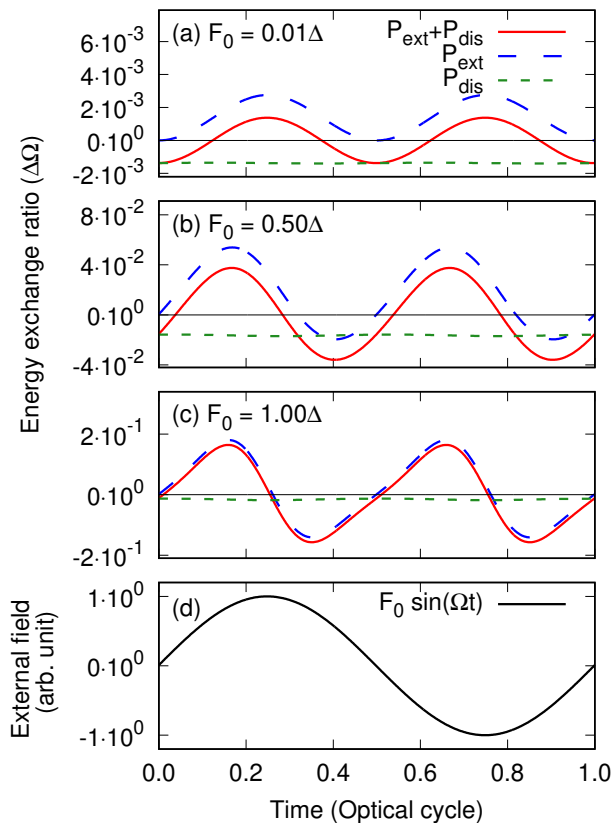 (a) F₀ = 0.01Δ
P_ext+P_dis
P_ext
P_dis
6·10⁻³
4·10⁻³
2·10⁻³
0·10⁰
-2·10⁻³
(b) F₀ = 0.50Δ
8·10⁻²
4·10⁻²
0·10⁰
-4·10⁻²
(c) F₀ = 1.00Δ
2·10⁻¹
0·10⁰
-2·10⁻¹
Energy exchange ratio (ΔΩ)
(d)
F₀ sin(Ωt)
1·10⁰
0·10⁰
-1·10⁰
External field
(arb. unit)
0.0 0.2 0.4 0.6 0.8 1.0
Time (Optical cycle)